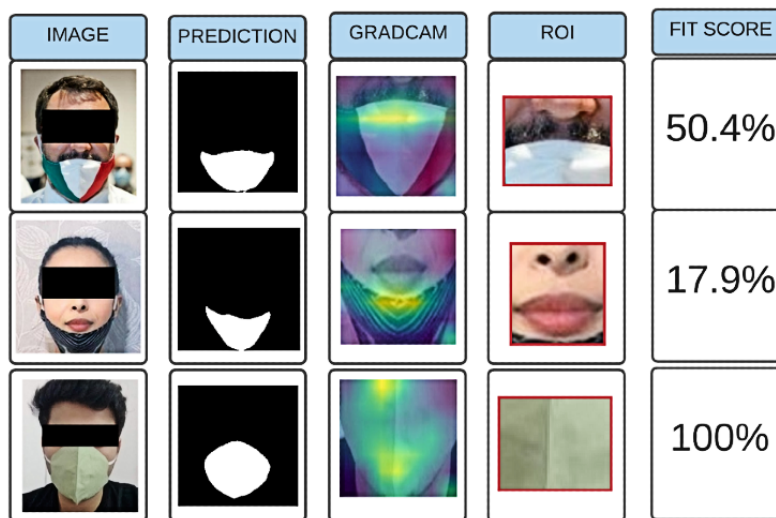 IMAGE
PREDICTION
GRADCAM
ROI
FIT SCORE
50.4%
17.9%
100%